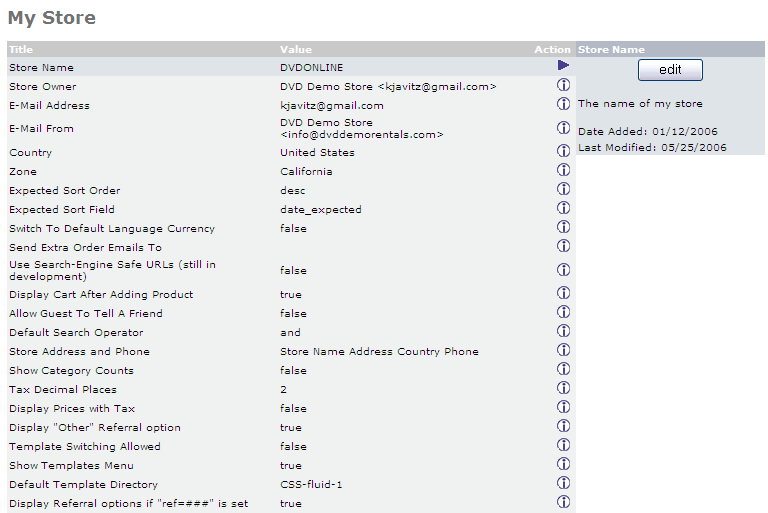 My Store
Title Value Action Store Name
Store Name DVDONLINE
edit
Store Owner DVD Demo Store <kjavitz@gmail.com>
E-Mail Address kjavitz@gmail.com
The name of my store
E-Mail From DVD Demo Store
<info@dvddemorentals.com>
Date Added: 01/12/2006
Last Modified: 05/25/2006
Country United States
Zone California
Expected Sort Order desc
Expected Sort Field date_expected
Switch To Default Language Currency false
Send Extra Order Emails To
Use Search-Engine Safe URLs (still in
development) false
Display Cart After Adding Product true
Allow Guest To Tell A Friend false
Default Search Operator and
Store Address and Phone Store Name Address Country Phone
Show Category Counts false
Tax Decimal Places 2
Display Prices with Tax false
Display "Other" Referral option true
Template Switching Allowed false
Show Templates Menu true
Default Template Directory CSS-fluid-1
Display Referral options if "ref=####" is set true